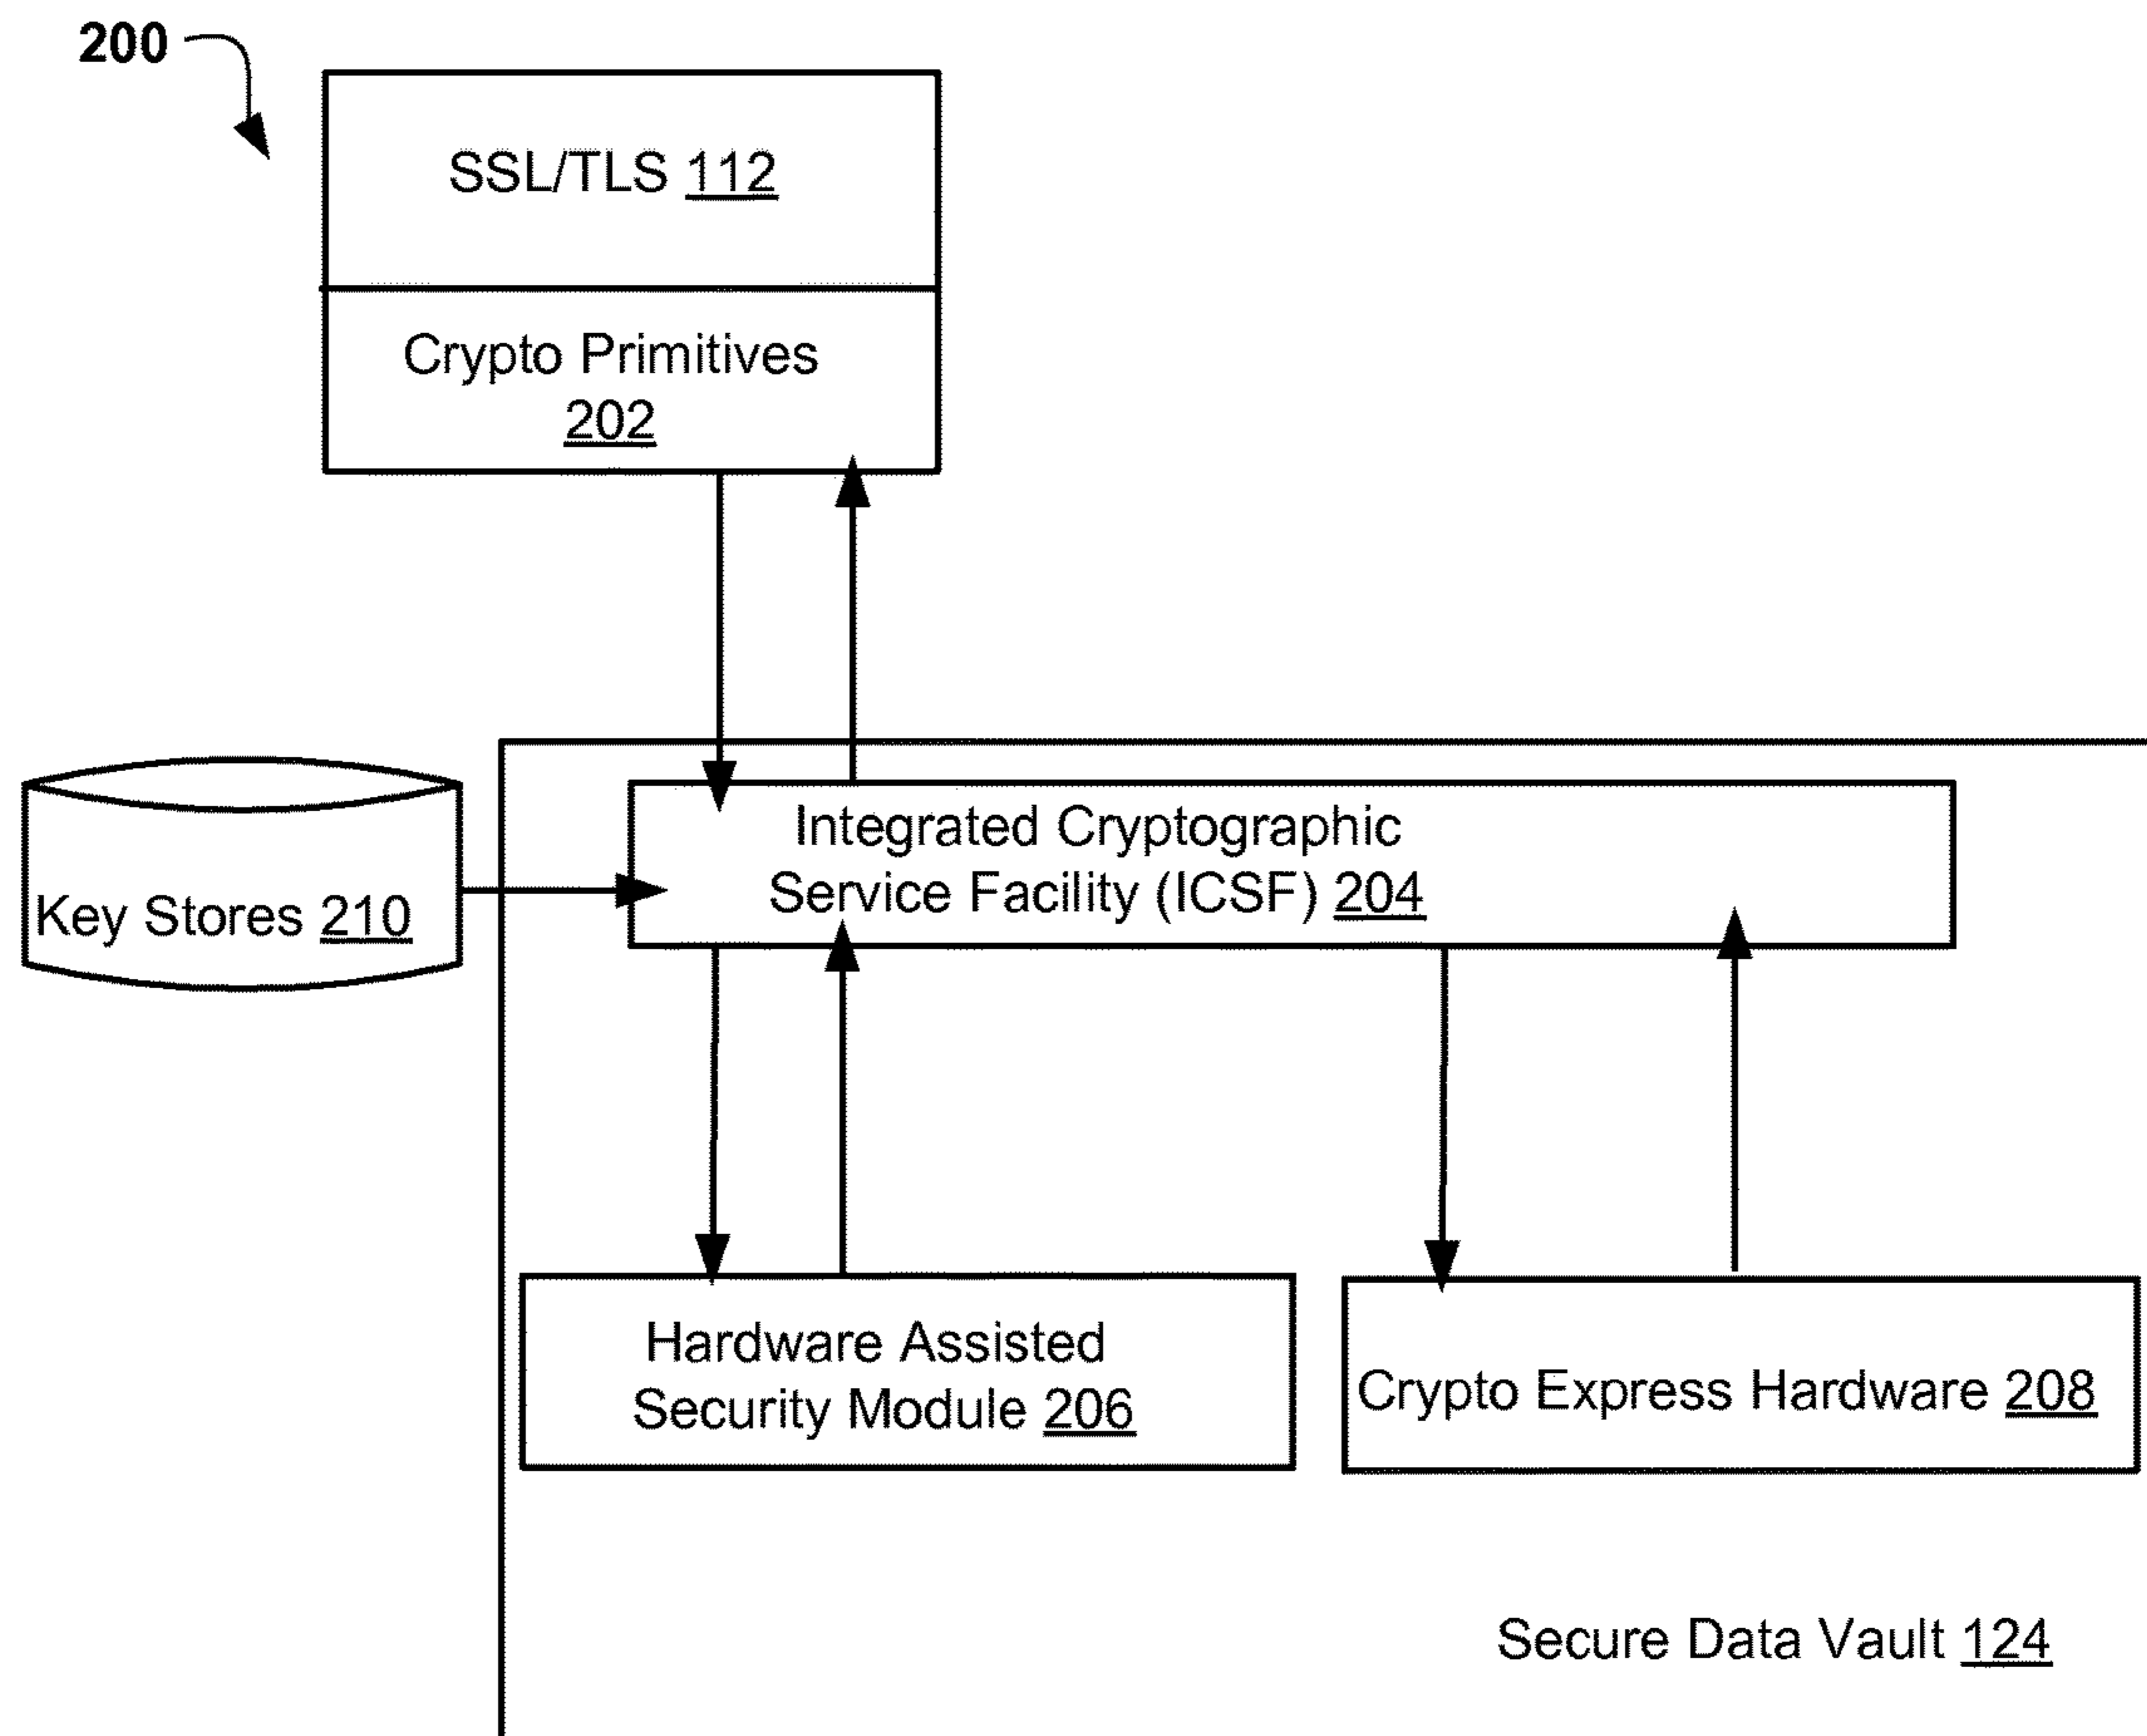 200
SSL/TLS 112
Crypto Primitives
202
Integrated Cryptographic
Service Facility (ICSF) 204
Key Stores 210
Hardware Assisted
Security Module 206
Crypto Express Hardware 208
Secure Data Vault 124